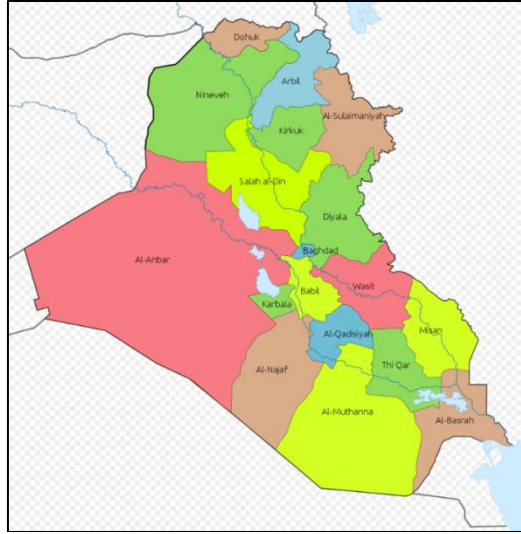 Dohuk
Arbil
Nineveh
Al-Sulaimaniyah
Kirkuk
Salah al-Din
Diyala
Baghdad
Al-Anbar
Wasit
Babil
Karbala
Al-Qadisiyah
Misan
Thi Qar
Al-Najaf
Al-Muthanna
Al-Basrah